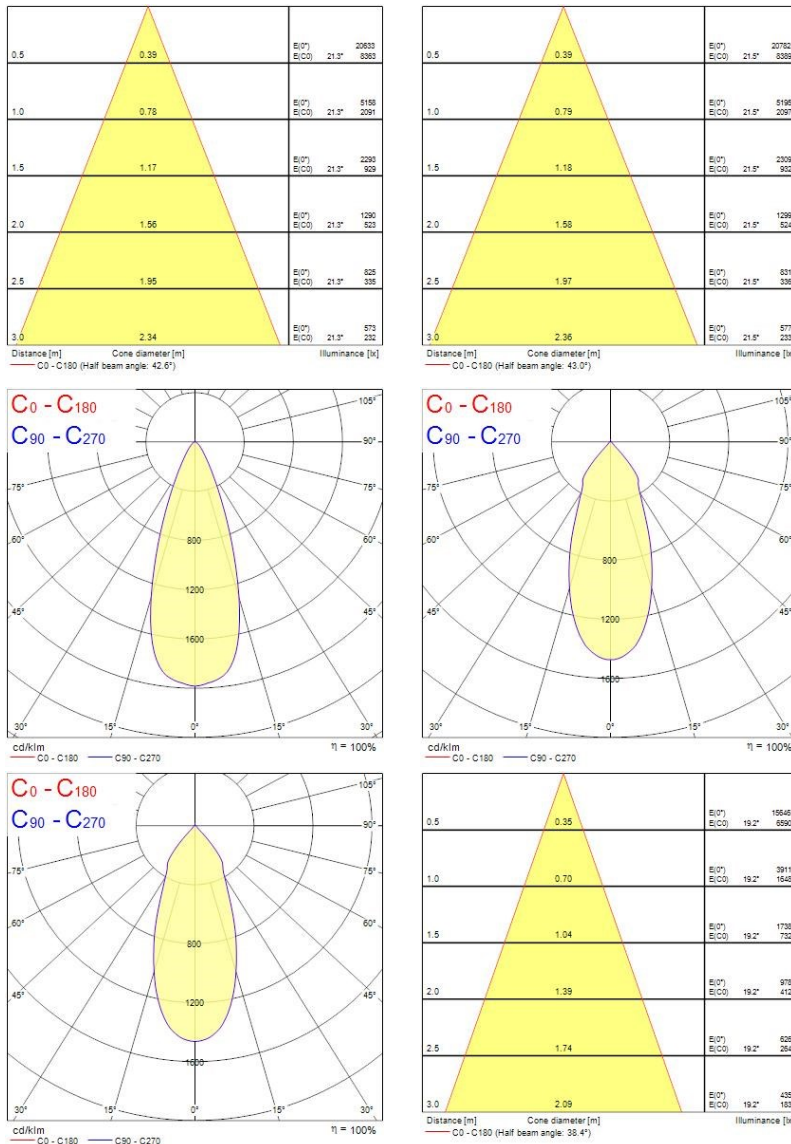 E(0°) 20633
0.5 0.39 E(C0) 21.3° 8363
E(0°) 5158
1.0 0.78 E(C0) 21.3° 2091
E(0°) 2293
1.5 1.17 E(C0) 21.3° 929
E(0°) 1290
2.0 1.56 E(C0) 21.3° 523
E(0°) 825
2.5 1.95 E(C0) 21.3° 335
E(0°) 573
3.0 2.34 E(C0) 21.3° 232
Distance [m] Cone diameter [m] Illuminance [lx]
C0 - C180 (Half beam angle: 42.6°)
E(0°) 20782
0.5 0.39 E(C0) 21.5° 8389
E(0°) 5195
1.0 0.79 E(C0) 21.5° 2097
E(0°) 2309
1.5 1.18 E(C0) 21.5° 932
E(0°) 1299
2.0 1.58 E(C0) 21.5° 524
E(0°) 831
2.5 1.97 E(C0) 21.5° 336
E(0°) 577
3.0 2.36 E(C0) 21.5° 233
Distance [m] Cone diameter [m] Illuminance [lx]
C0 - C180 (Half beam angle: 43.0°)
C0 - C180
105°
C90 - C270
90°
75° 75°
800
60° 60°
1200
45° 45°
1600
30° 15° 0° 15° 30°
cd/klm η = 100%
C0 - C180 C90 - C270
C0 - C180
105°
C90 - C270
90°
75° 75°
800
60° 60°
1200
45° 45°
1600
30° 15° 0° 15° 30°
cd/klm η = 100%
C0 - C180 C90 - C270
C0 - C180
105°
C90 - C270
90°
75° 75°
800
60° 60°
1200
45° 45°
1600
30° 15° 0° 15° 30°
cd/klm η = 100%
C0 - C180 C90 - C270
E(0°) 15646
0.5 0.35 E(C0) 19.2° 6590
E(0°) 3911
1.0 0.70 E(C0) 19.2° 1648
E(0°) 1738
1.5 1.04 E(C0) 19.2° 732
E(0°) 978
2.0 1.39 E(C0) 19.2° 412
E(0°) 626
2.5 1.74 E(C0) 19.2° 264
E(0°) 435
3.0 2.09 E(C0) 19.2° 183
Distance [m] Cone diameter [m] Illuminance [lx]
C0 - C180 (Half beam angle: 38.4°)